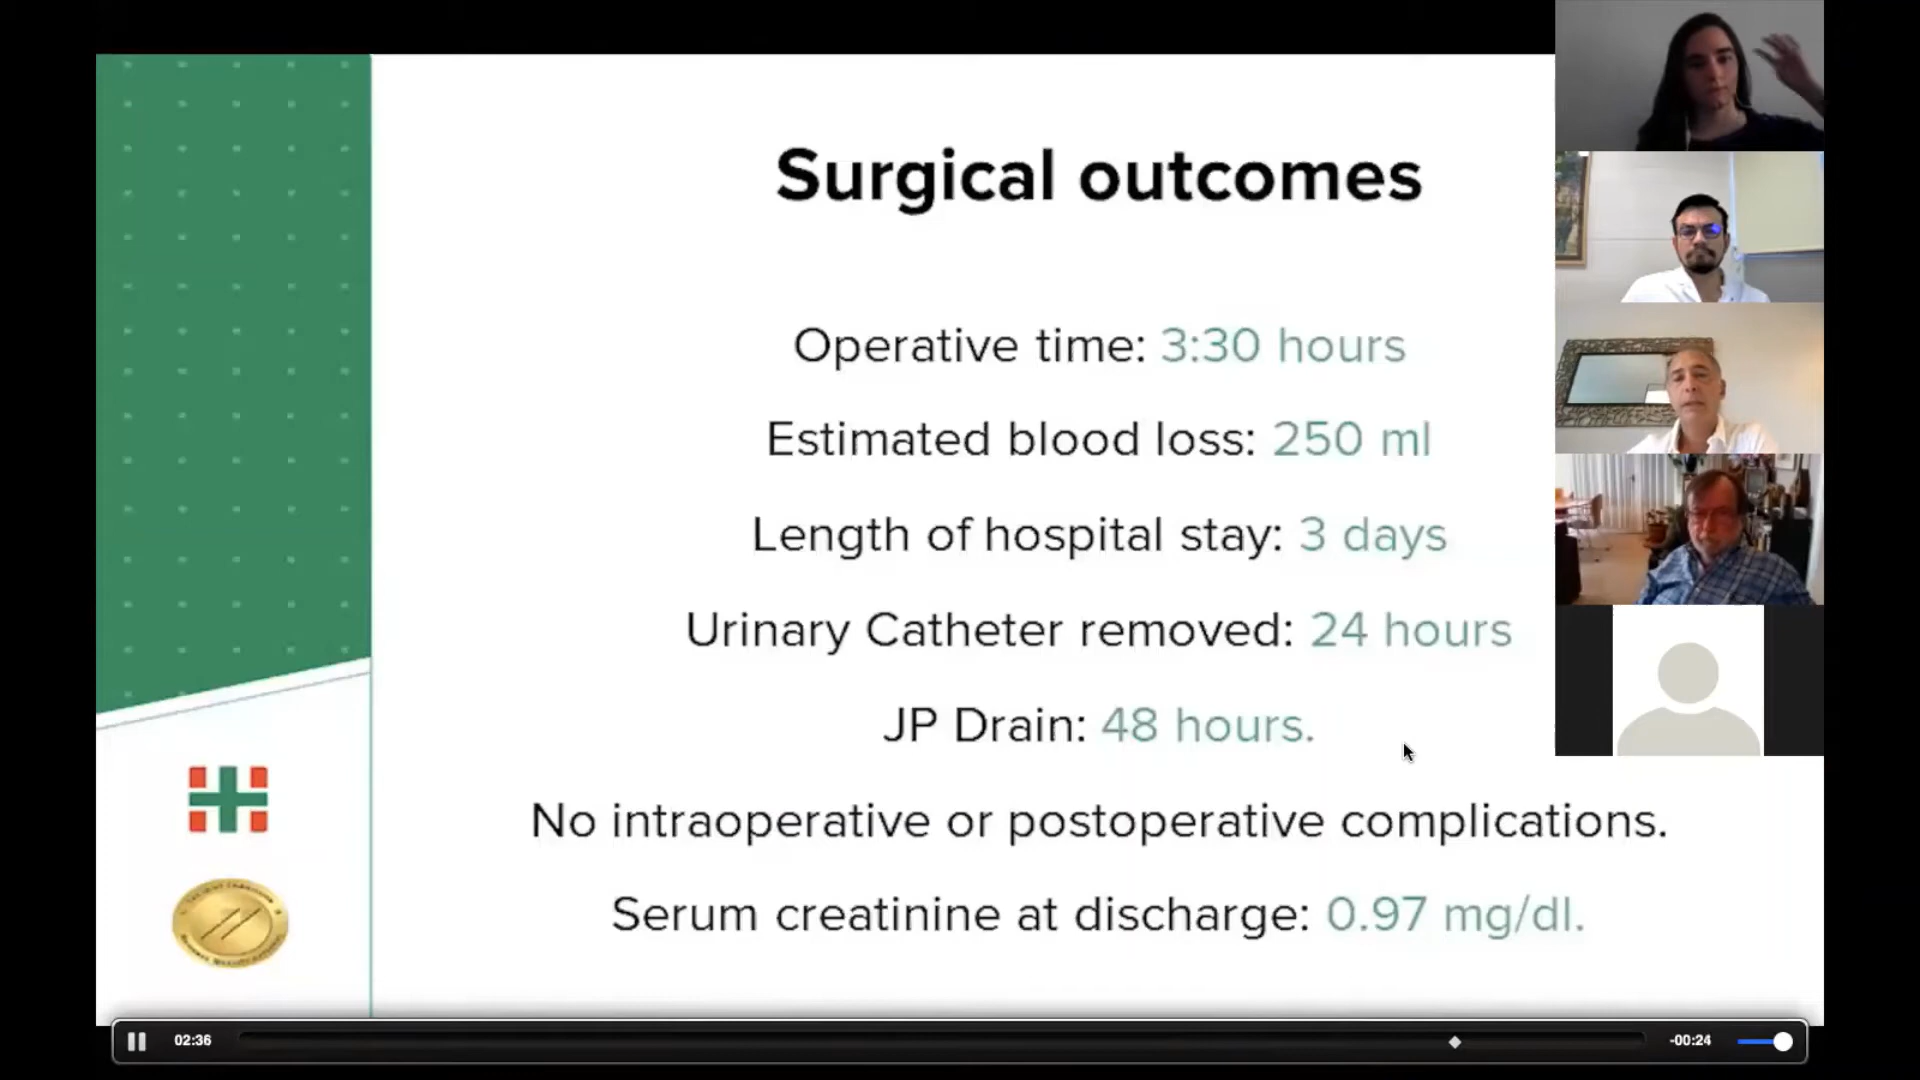 Surgical outcomes
Operative time: 3:30 hours
Estimated blood loss: 250 ml
Length of hospital stay: 3 days
Urinary Catheter removed: 24 hours
JP Drain: 48 hours.
No intraoperative or postoperative complications.
Serum creatinine at discharge: 0.97 mg/dl.
02:36
-00:24